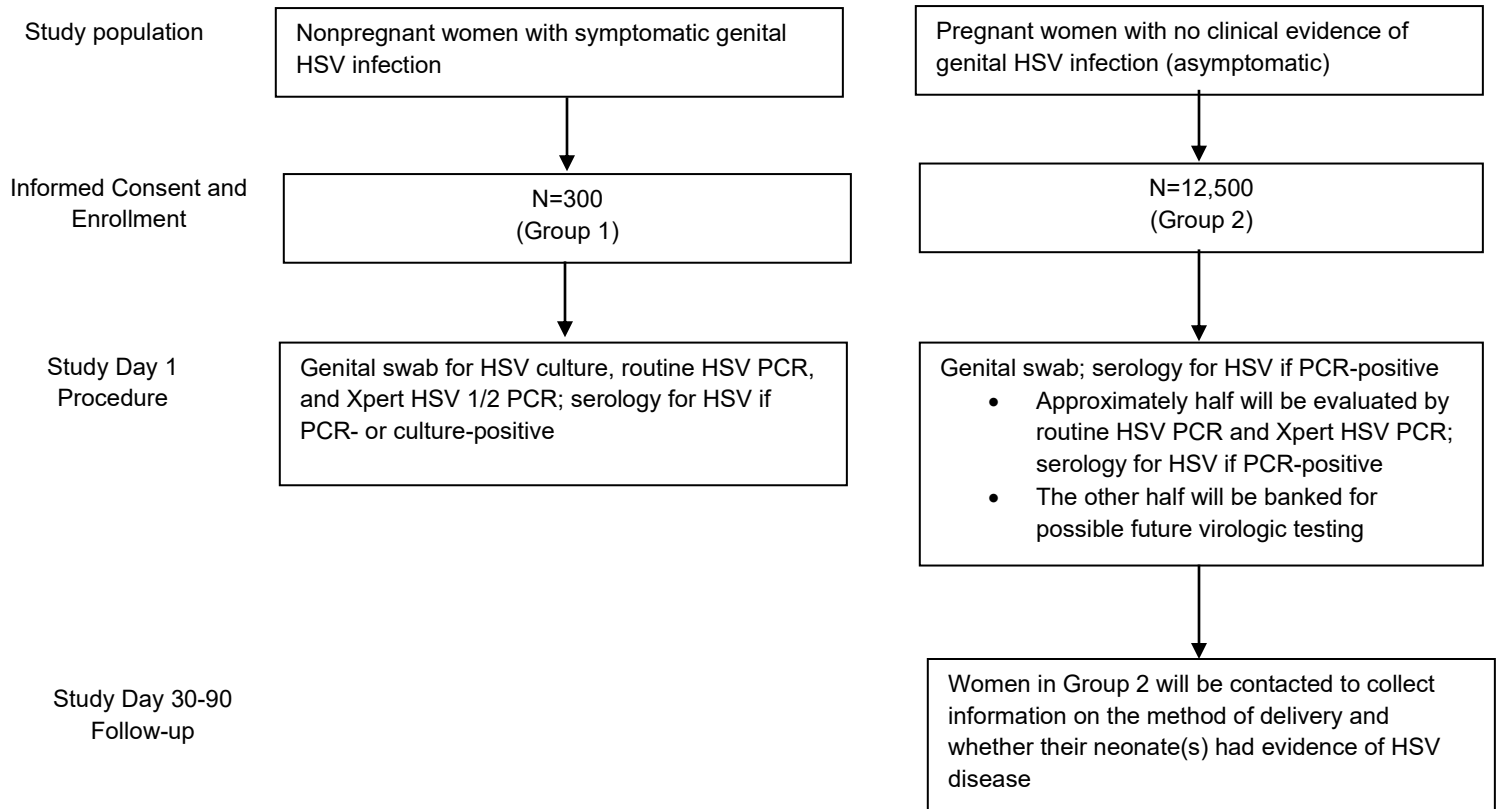 Study population
Nonpregnant women with symptomatic genital
HSV infection
Pregnant women with no clinical evidence of
genital HSV infection (asymptomatic)
Informed Consent and
Enrollment
N=300
(Group 1)
N=12,500
(Group 2)
Study Day 1
Procedure
Genital swab for HSV culture, routine HSV PCR,
and Xpert HSV 1/2 PCR; serology for HSV if
PCR- or culture-positive
Genital swab; serology for HSV if PCR-positive
• Approximately half will be evaluated by
routine HSV PCR and Xpert HSV PCR;
serology for HSV if PCR-positive
• The other half will be banked for
possible future virologic testing
Study Day 30-90
Follow-up
Women in Group 2 will be contacted to collect
information on the method of delivery and
whether their neonate(s) had evidence of HSV
disease